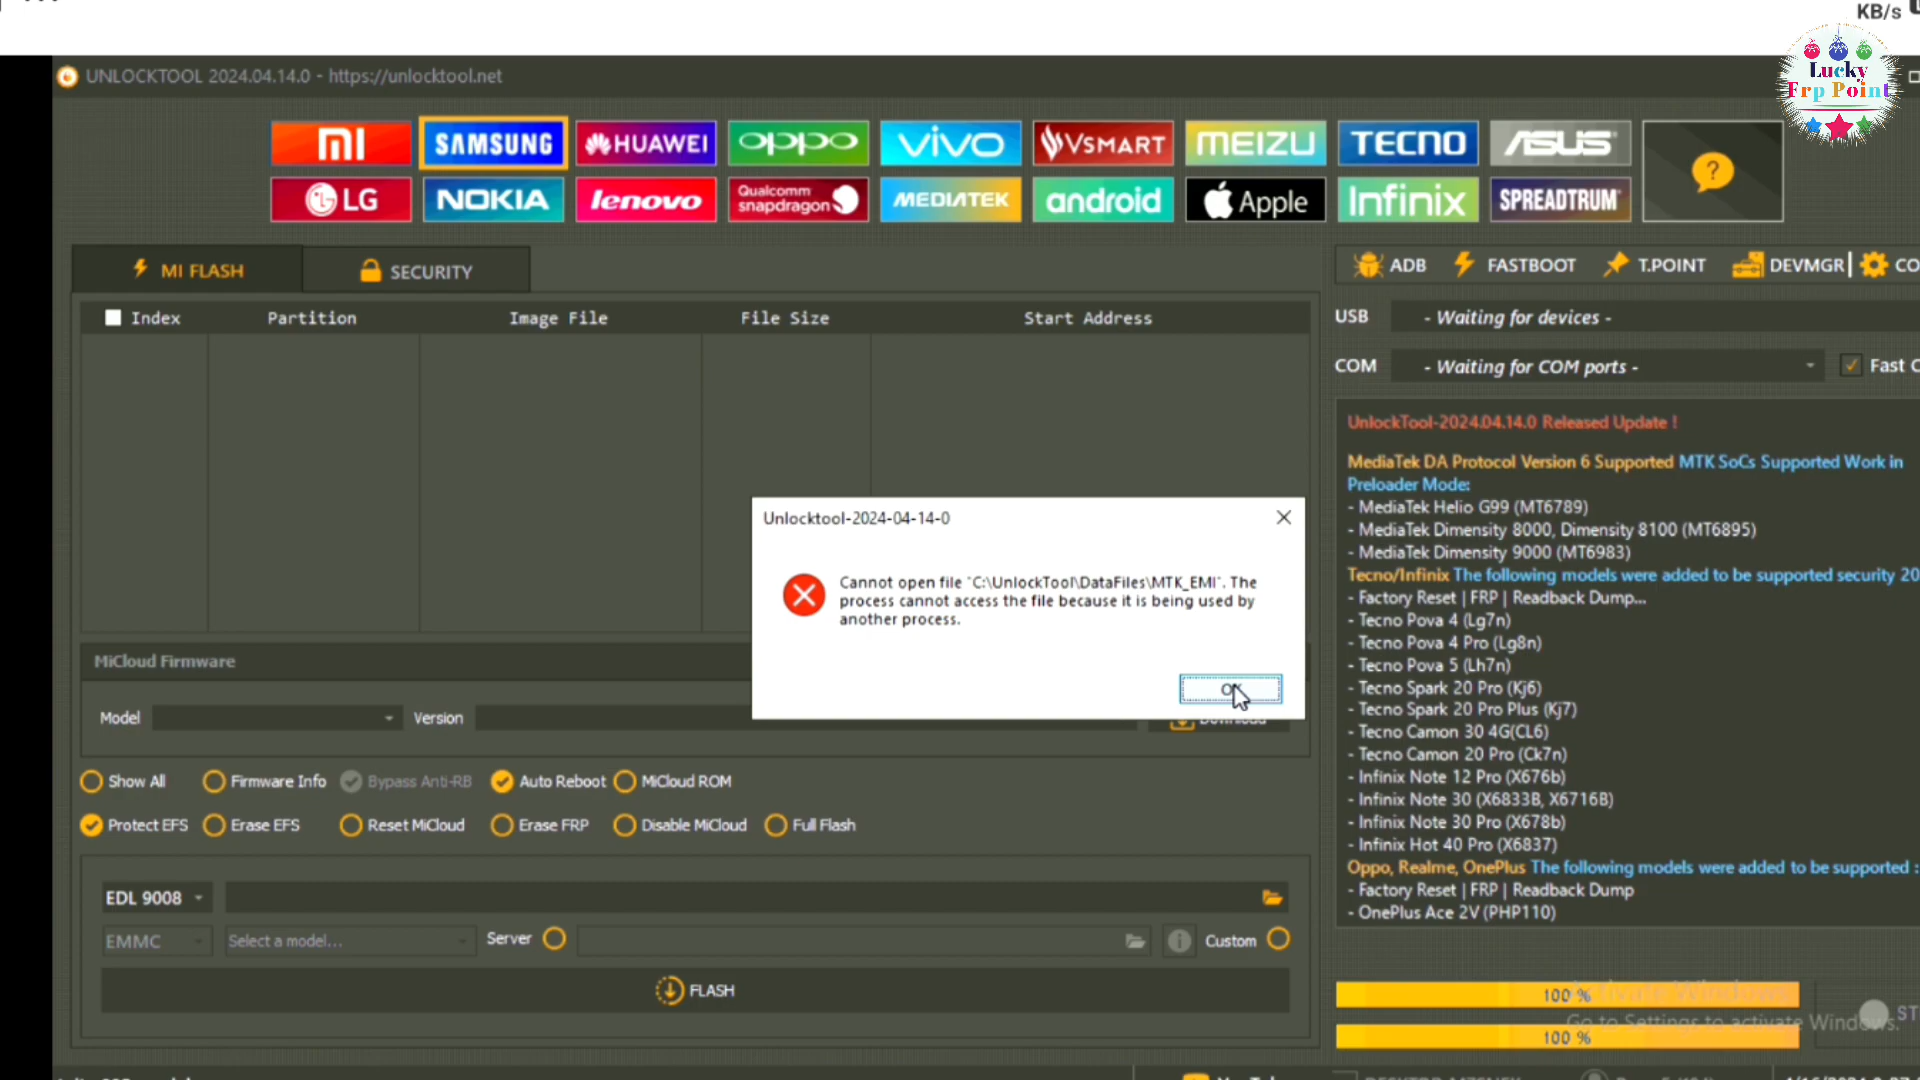 KB/s
Lucky
Frp Point
UNLOCKTOOL 2024.04.14.0 - https://unlocktool.net
MI SAMSUNG HUAWEI oppo vivo VSMART MEIZU TECNO ASUS ?
LG NOKIA lenovo Qualcomm snapdragon MEDIATEK android Apple Infinix SPREADTRUM
MI FLASH SECURITY
ADB FASTBOOT T.POINT DEVMGR CO
Index Partition Image File File Size Start Address
USB - Waiting for devices -
COM - Waiting for COM ports - Fast C
UnlockTool-2024.04.14.0 Released Update !
MediaTek DA Protocol Version 6 Supported MTK SoCs Supported Work in
Preloader Mode:
- MediaTek Helio G99 (MT6789)
- MediaTek Dimensity 8000, Dimensity 8100 (MT6895)
- MediaTek Dimensity 9000 (MT6983)
Tecno/Infinix The following models were added to be supported security 20
- Factory Reset | FRP | Readback Dump...
- Tecno Pova 4 (Lg7n)
- Tecno Pova 4 Pro (Lg8n)
- Tecno Pova 5 (Lh7n)
- Tecno Spark 20 Pro (Kj6)
- Tecno Spark 20 Pro Plus (Kj7)
- Tecno Camon 30 4G(CL6)
- Tecno Camon 20 Pro (Ck7n)
- Infinix Note 12 Pro (X676b)
- Infinix Note 30 (X6833B, X6716B)
- Infinix Note 30 Pro (X678b)
- Infinix Hot 40 Pro (X6837)
Oppo, Realme, OnePlus The following models were added to be supported :
- Factory Reset | FRP | Readback Dump
- OnePlus Ace 2V (PHP110)
Unlocktool-2024-04-14-0
Cannot open file "C:\UnlockTool\DataFiles\MTK_EMI". The
process cannot access the file because it is being used by
another process.
OK
MiCloud Firmware
Model Version Download
Show All Firmware Info Bypass Anti-RB Auto Reboot MiCloud ROM
Protect EFS Erase EFS Reset MiCloud Erase FRP Disable MiCloud Full Flash
EDL 9008
EMMC Select a model... Server Custom
FLASH
100 %
100 %
Activate Windows
Go to Settings to activate Windows.
ST